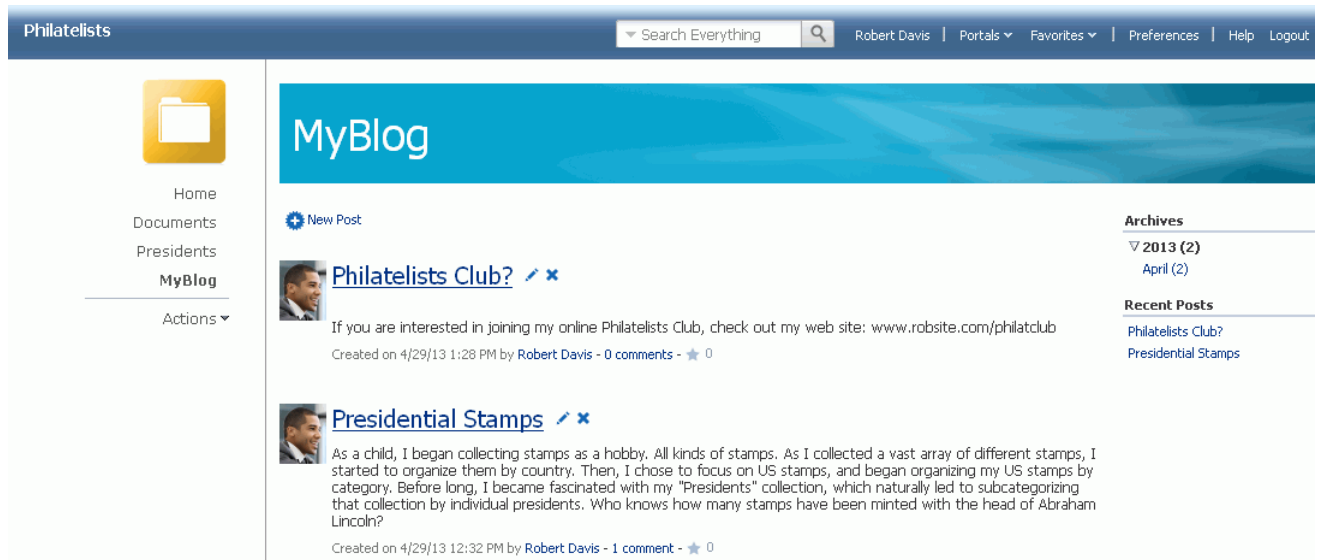 Philatelists
Search Everything
Robert Davis | Portals Favorites | Preferences | Help Logout
Home
Documents
Presidents
MyBlog
Actions
MyBlog
New Post
Philatelists Club?
If you are interested in joining my online Philatelists Club, check out my web site: www.robsite.com/philatclub
Created on 4/29/13 1:28 PM by Robert Davis - 0 comments - 0
Presidential Stamps
As a child, I began collecting stamps as a hobby. All kinds of stamps. As I collected a vast array of different stamps, I
started to organize them by country. Then, I chose to focus on US stamps, and began organizing my US stamps by
category. Before long, I became fascinated with my "Presidents" collection, which naturally led to subcategorizing
that collection by individual presidents. Who knows how many stamps have been minted with the head of Abraham
Lincoln?
Created on 4/29/13 12:32 PM by Robert Davis - 1 comment - 0
Archives
2013 (2)
April (2)
Recent Posts
Philatelists Club?
Presidential Stamps